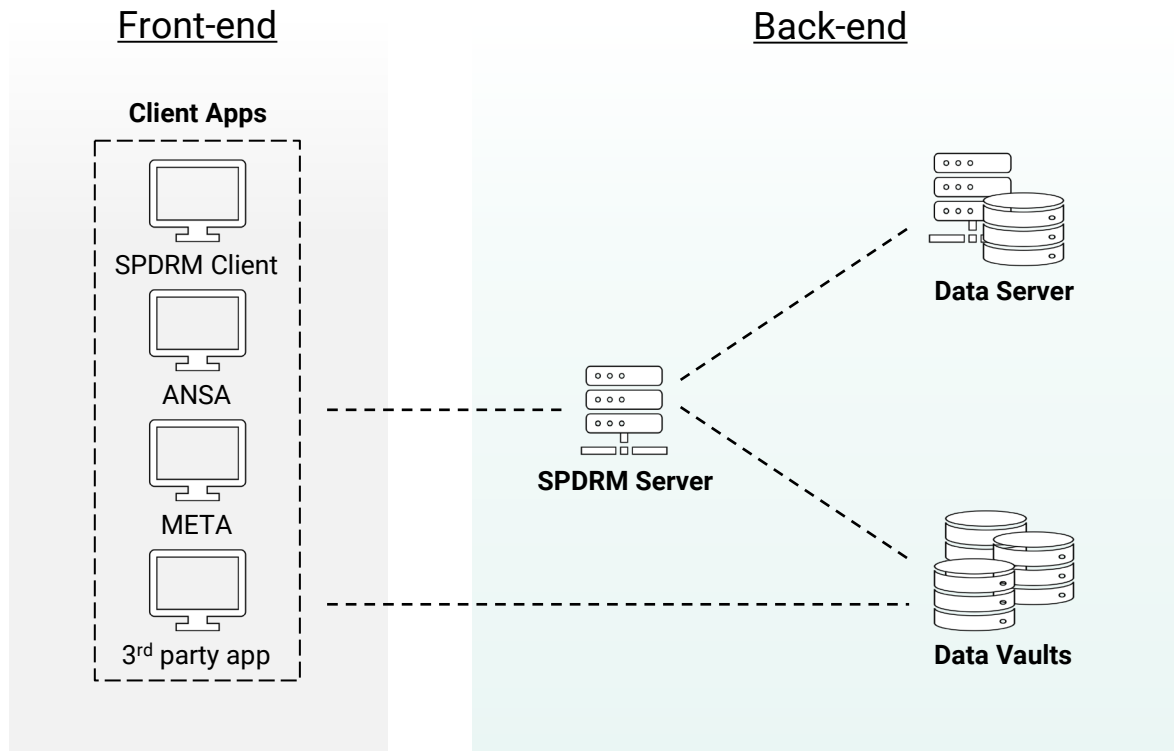 Front-end
Back-end
Client Apps
SPDRM Client
ANSA
META
3rd party app
SPDRM Server
Data Server
Data Vaults